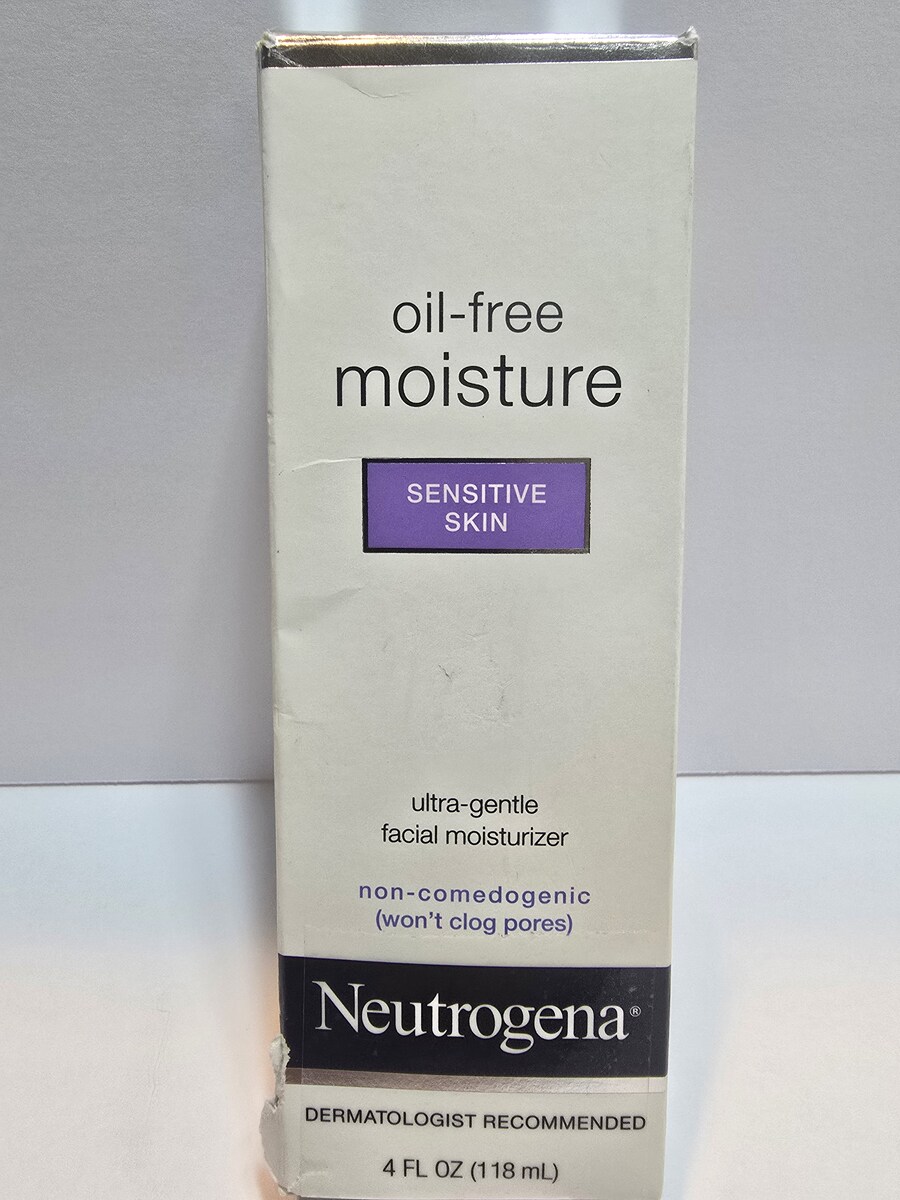 oil-free
moisture
SENSITIVE
SKIN
ultra-gentle
facial moisturizer
non-comedogenic
(won't clog pores)
Neutrogena®
DERMATOLOGIST RECOMMENDED
4 FL OZ (118 mL)